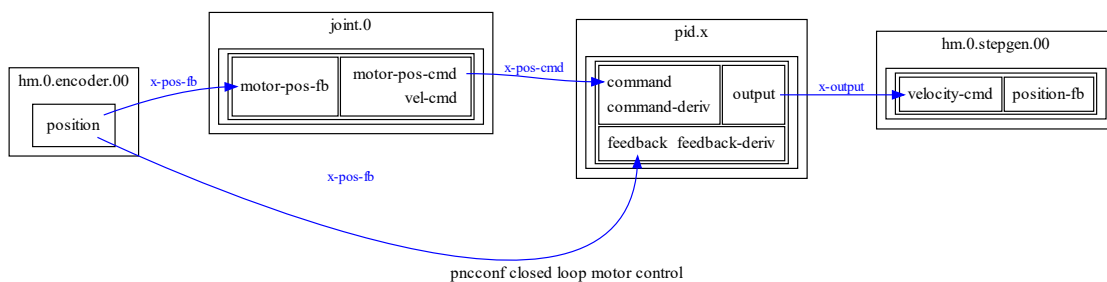 hm.0.encoder.00
position
x-pos-fb
x-pos-fb
joint.0
motor-pos-fb
motor-pos-cmd
vel-cmd
x-pos-cmd
pid.x
command
command-deriv
output
feedback feedback-deriv
x-output
hm.0.stepgen.00
velocity-cmd
position-fb
pncconf closed loop motor control